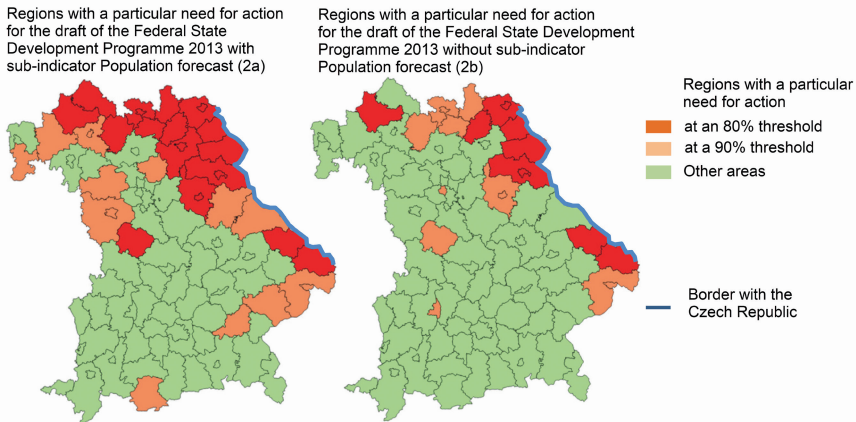 Regions with a particular need for action
for the draft of the Federal State
Development Programme 2013 with
sub-indicator Population forecast (2a)
Regions with a particular need for action
for the draft of the Federal State Development
Programme 2013 without sub-indicator
Population forecast (2b)
Regions with a particular
need for action
at an 80% threshold
at a 90% threshold
Other areas
Border with the
Czech Republic